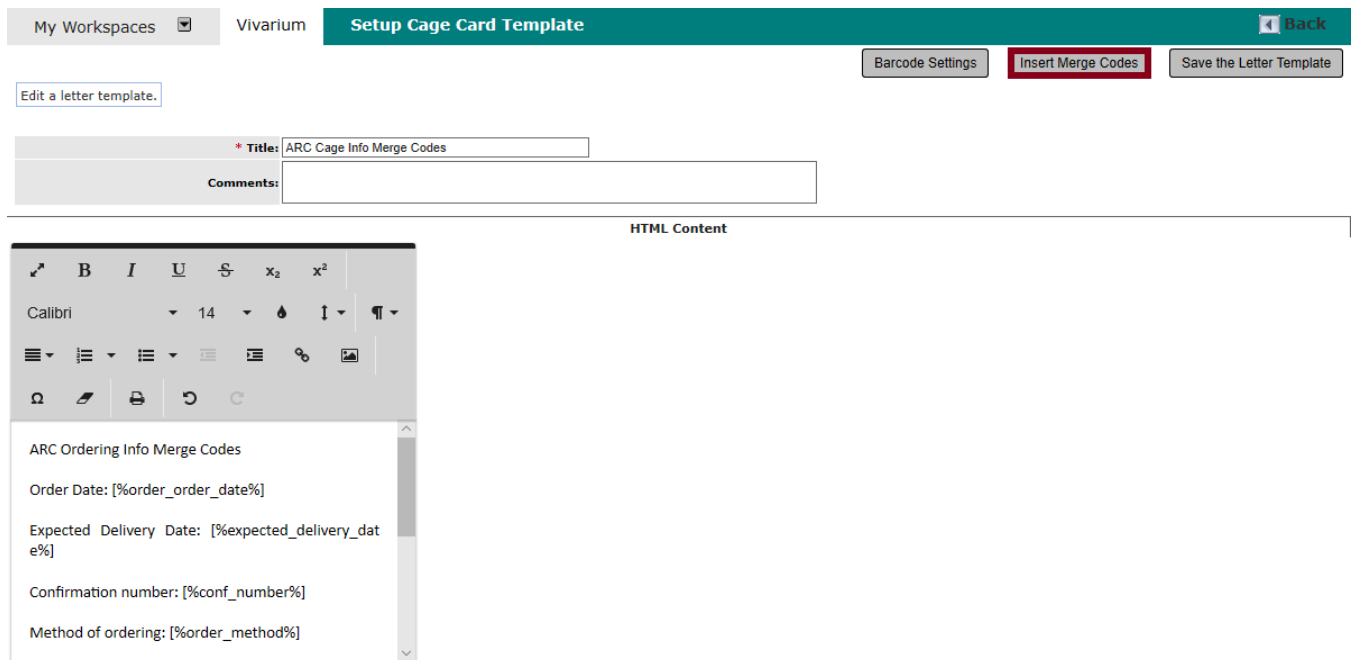 My Workspaces Vivarium Setup Cage Card Template Back
Barcode Settings Insert Merge Codes Save the Letter Template
Edit a letter template.
* Title: ARC Cage Info Merge Codes
Comments:
HTML Content
B I U S x₂ x²
Calibri 14 ¶
Ω
ARC Ordering Info Merge Codes
Order Date: [%order_order_date%]
Expected Delivery Date: [%expected_delivery_dat
e%]
Confirmation number: [%conf_number%]
Method of ordering: [%order_method%]